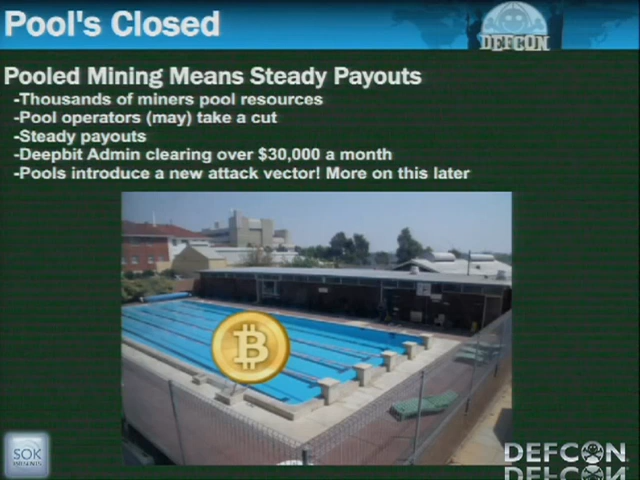 Pool's Closed
DEFCON
Pooled Mining Means Steady Payouts
-Thousands of miners pool resources
-Pool operators (may) take a cut
-Steady payouts
-Deepbit Admin clearing over $30,000 a month
-Pools introduce a new attack vector! More on this later
B
SOK
DEFCON